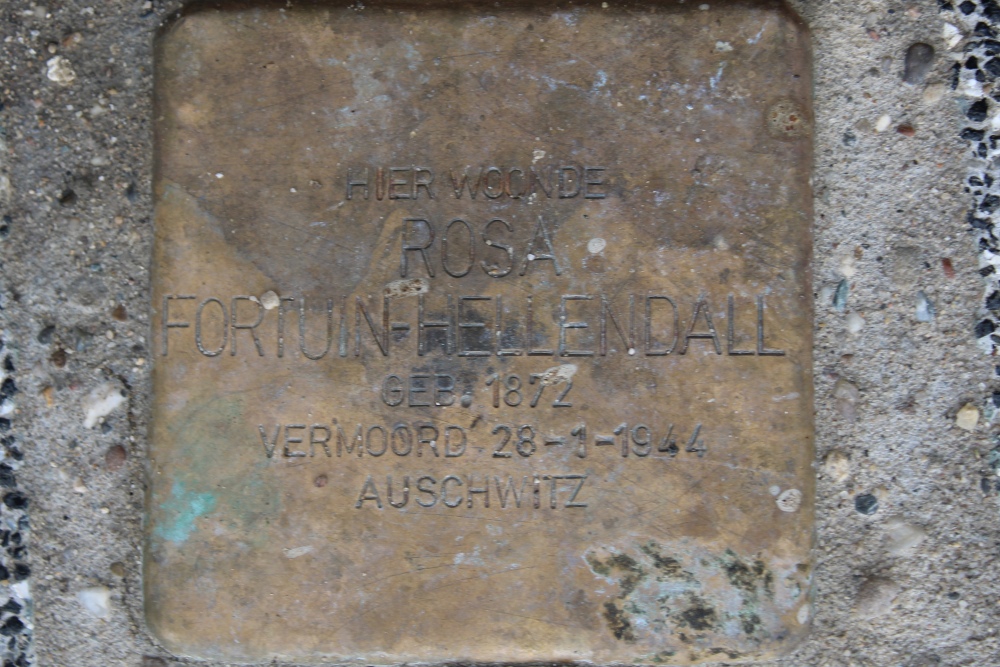 HIER WOONDE
ROSA
FORTUIN-HELLENDALL
GEB. 1872
VERMOORD 28-1-1944
AUSCHWITZ